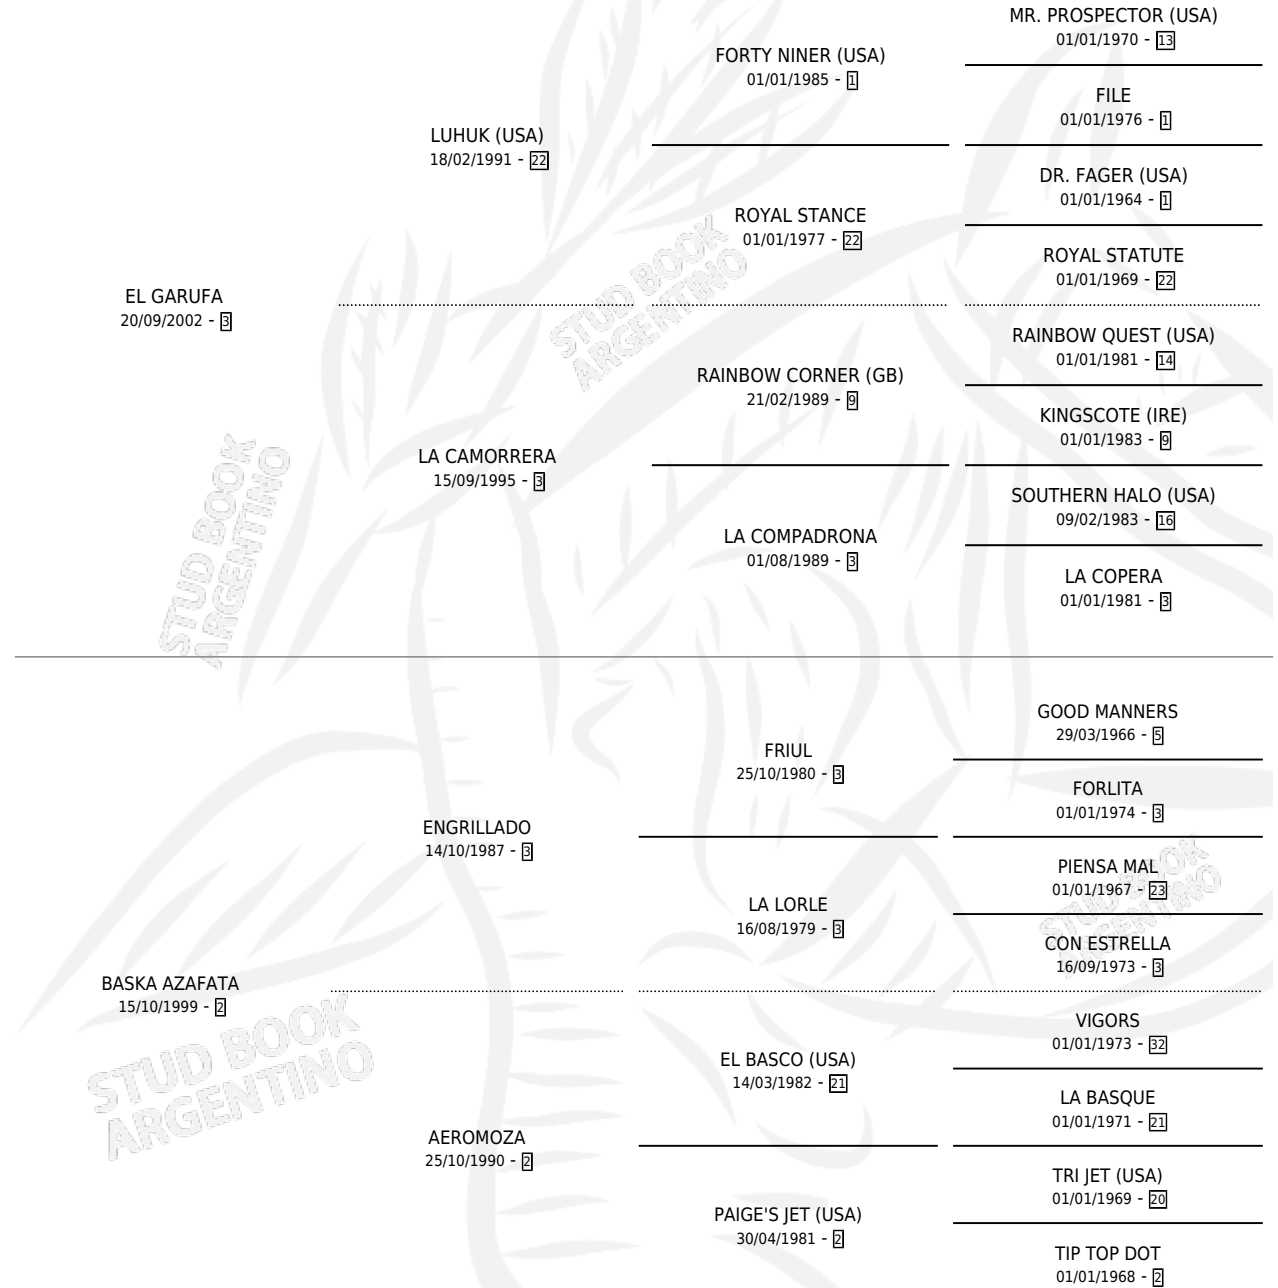 MR. PROSPECTOR (USA)
01/01/1970 - 13
FORTY NINER (USA)
01/01/1985 - 1
FILE
01/01/1976 - 1
LUHUK (USA)
18/02/1991 - 22
DR. FAGER (USA)
01/01/1964 - 1
ROYAL STANCE
01/01/1977 - 22
ROYAL STATUTE
01/01/1969 - 22
EL GARUFA
20/09/2002 - 3
STUD BOOK
ARGENTINO
RAINBOW QUEST (USA)
01/01/1981 - 14
RAINBOW CORNER (GB)
21/02/1989 - 9
KINGSCOTE (IRE)
01/01/1983 - 9
LA CAMORRERA
15/09/1995 - 3
SOUTHERN HALO (USA)
09/02/1983 - 16
LA COMPADRONA
01/08/1989 - 3
LA COPERA
01/01/1981 - 3
STUD BOOK
ARGENTINO
GOOD MANNERS
29/03/1966 - 5
FRIUL
25/10/1980 - 3
FORLITA
01/01/1974 - 3
ENGRILLADO
14/10/1987 - 3
PIENSA MAL
01/01/1967 - 23
LA LORLE
16/08/1979 - 3
CON ESTRELLA
16/09/1973 - 3
STUD BOOK
ARGENTINO
BASKA AZAFATA
15/10/1999 - 2
VIGORS
01/01/1973 - 32
EL BASCO (USA)
14/03/1982 - 21
LA BASQUE
01/01/1971 - 21
STUD BOOK
ARGENTINO
AEROMOZA
25/10/1990 - 2
TRI JET (USA)
01/01/1969 - 20
PAIGE'S JET (USA)
30/04/1981 - 2
TIP TOP DOT
01/01/1968 - 2